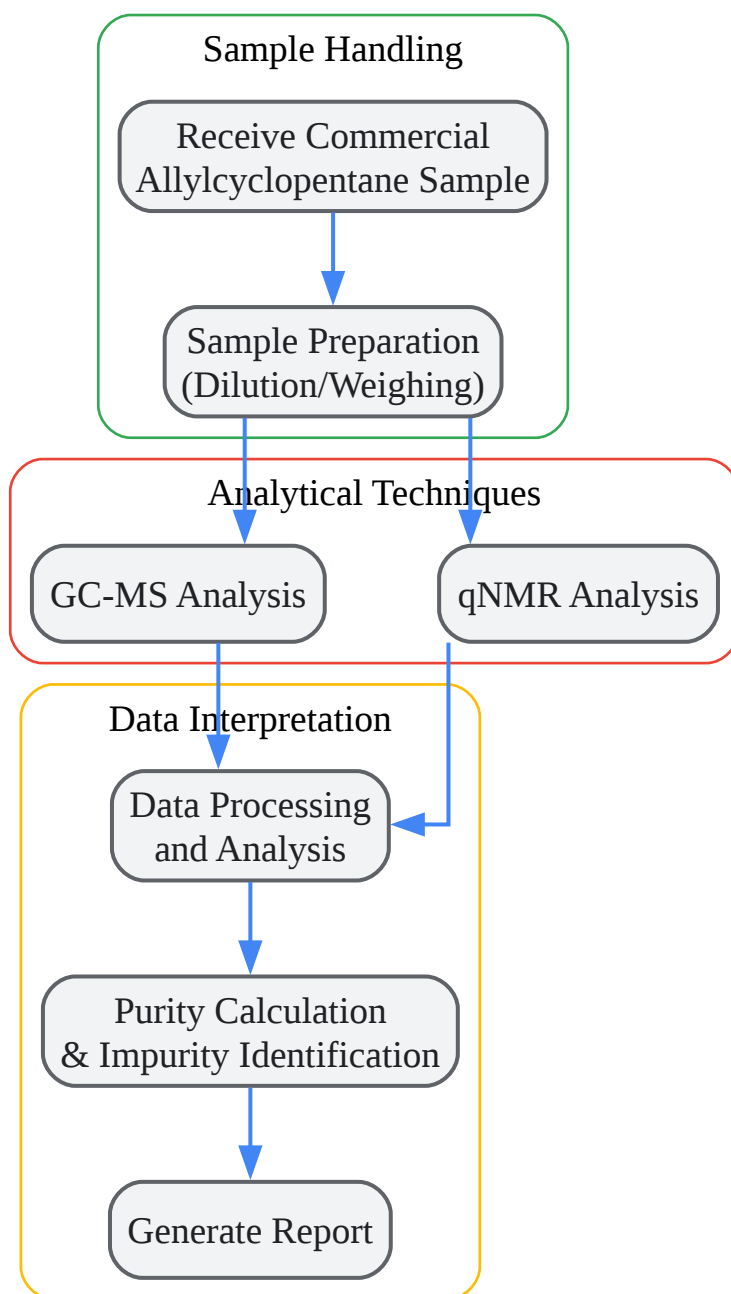 Sample Handling
Receive Commercial
Allylcyclopentane Sample
Sample Preparation
(Dilution/Weighing)
Analytical Techniques
GC-MS Analysis
qNMR Analysis
Data Interpretation
Data Processing
and Analysis
Purity Calculation
& Impurity Identification
Generate Report